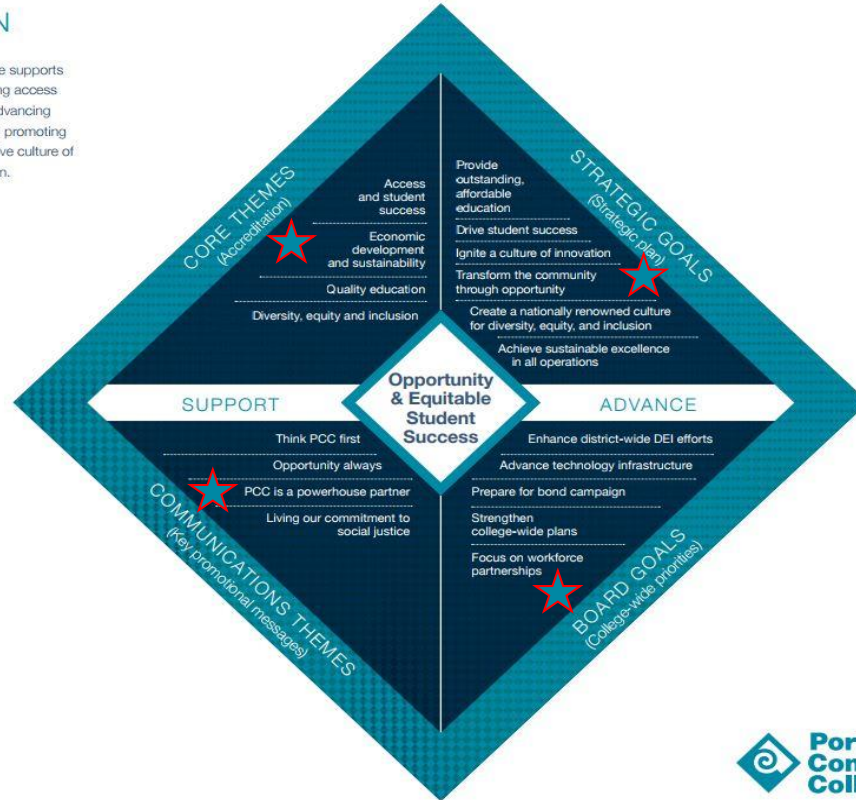 N
e supports
ng access
dvancing
promoting
ve culture of
n.
CORE THEMES
(Accreditation)
Access
and student
success
Economic
development
and sustainability
Quality education
Diversity, equity and inclusion
STRATEGIC GOALS
(Strategic plan)
Provide
outstanding,
affordable
education
Drive student success
Ignite a culture of innovation
Transform the community
through opportunity
Create a nationally renowned culture
for diversity, equity, and inclusion
Achieve sustainable excellence
in all operations
SUPPORT
Opportunity
& Equitable
Student
Success
ADVANCE
Think PCC first
Opportunity always
PCC is a powerhouse partner
Living our commitment to
social justice
COMMUNICATIONS THEMES
(Key promotional messages)
Enhance district-wide DEI efforts
Advance technology infrastructure
Prepare for bond campaign
Strengthen
college-wide plans
Focus on workforce
partnerships
BOARD GOALS
(College-wide priorities)
Por
Con
Coll